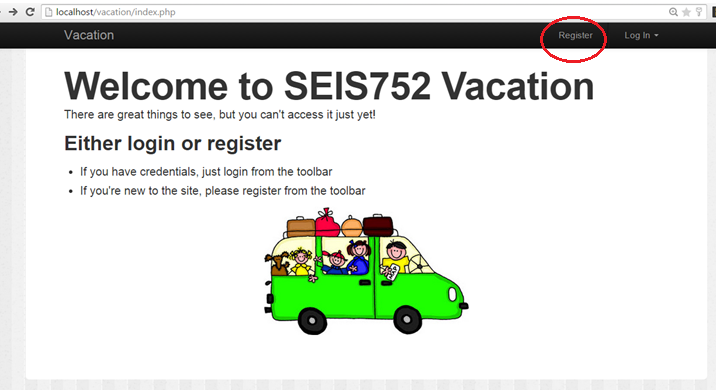 localhost/vacation/index.php
Vacation Register Log In
Welcome to SEIS752 Vacation
There are great things to see, but you can't access it just yet!
Either login or register
If you have credentials, just login from the toolbar
If you're new to the site, please register from the toolbar